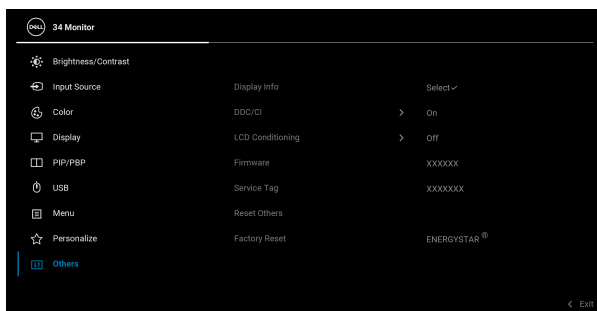 DELL 34 Monitor
Brightness/Contrast
Input Source Display Info Select✓
Color DDC/CI > On
Display LCD Conditioning > Off
PIP/PBP Firmware XXXXXX
USB Service Tag XXXXXXX
Menu Reset Others
Personalize Factory Reset ENERGYSTAR ®
Others
< Exit